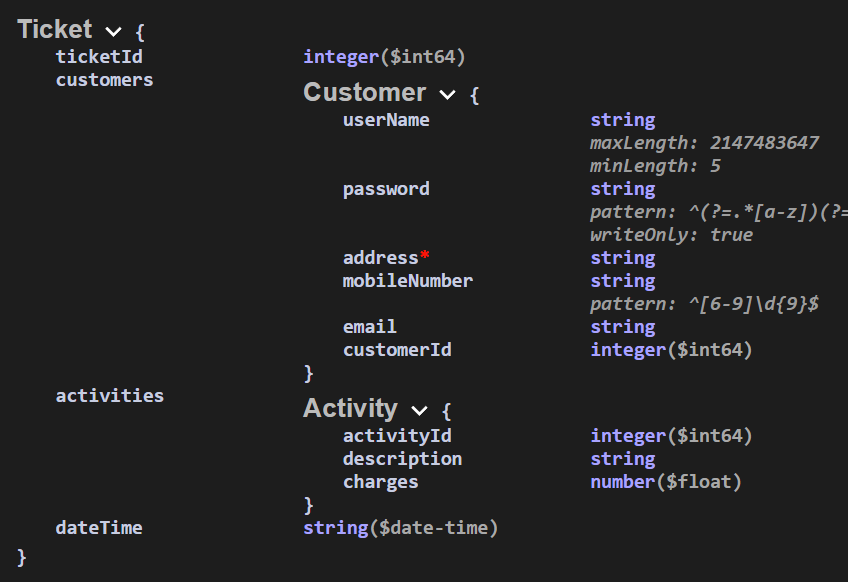 Ticket {
ticketId integer($int64)
customers
Customer {
userName string
maxLength: 2147483647
minLength: 5
password string
pattern: ^(?=.*[a-z])(?=
writeOnly: true
address* string
mobileNumber string
pattern: ^[6-9]\d{9}$
email string
customerId integer($int64)
}
activities
Activity {
activityId integer($int64)
description string
charges number($float)
}
dateTime string($date-time)
}